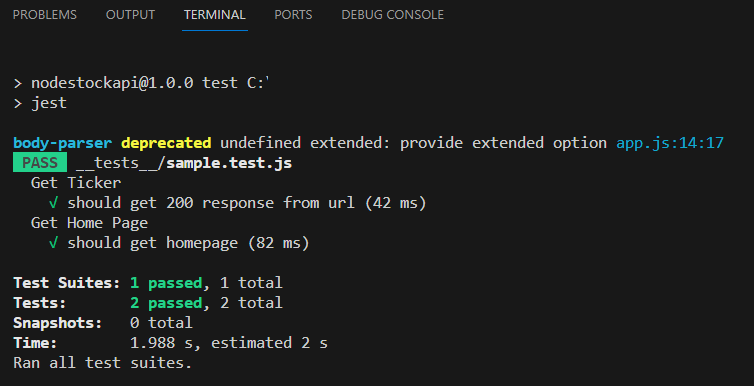 PROBLEMS OUTPUT TERMINAL PORTS DEBUG CONSOLE
> nodestockapi@1.0.0 test C:\
> jest
body-parser deprecated undefined extended: provide extended option app.js:14:17
PASS __tests__/sample.test.js
Get Ticker
√ should get 200 response from url (42 ms)
Get Home Page
√ should get homepage (82 ms)
Test Suites: 1 passed, 1 total
Tests: 2 passed, 2 total
Snapshots: 0 total
Time: 1.988 s, estimated 2 s
Ran all test suites.